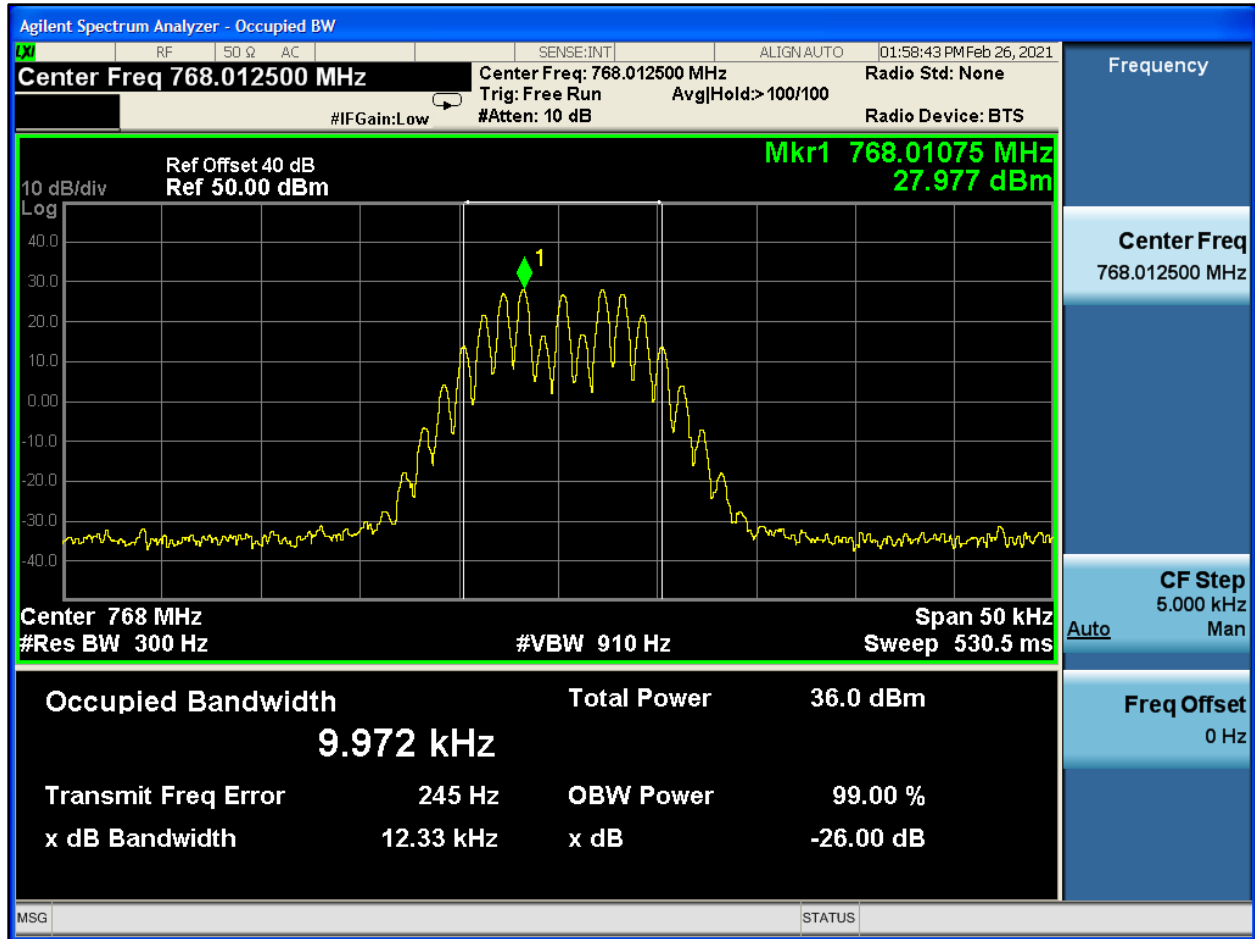 Agilent Spectrum Analyzer - Occupied BW
LXI RF 50 Ω AC SENSE:INT ALIGN AUTO 01:58:43 PM Feb 26, 2021
Center Freq 768.012500 MHz
Center Freq: 768.012500 MHz Radio Std: None
Trig: Free Run Avg|Hold:>100/100
#IFGain:Low #Atten: 10 dB Radio Device: BTS
Mkr1 768.01075 MHz
27.977 dBm
Ref Offset 40 dB
10 dB/div Ref 50.00 dBm
Log
40.0
30.0
20.0
10.0
0.00
-10.0
-20.0
-30.0
-40.0
1
Center 768 MHz Span 50 kHz
#Res BW 300 Hz #VBW 910 Hz Sweep 530.5 ms
Occupied Bandwidth Total Power 36.0 dBm
9.972 kHz
Transmit Freq Error 245 Hz OBW Power 99.00 %
x dB Bandwidth 12.33 kHz x dB -26.00 dB
MSG STATUS
Frequency
Center Freq
768.012500 MHz
CF Step
5.000 kHz
Auto Man
Freq Offset
0 Hz